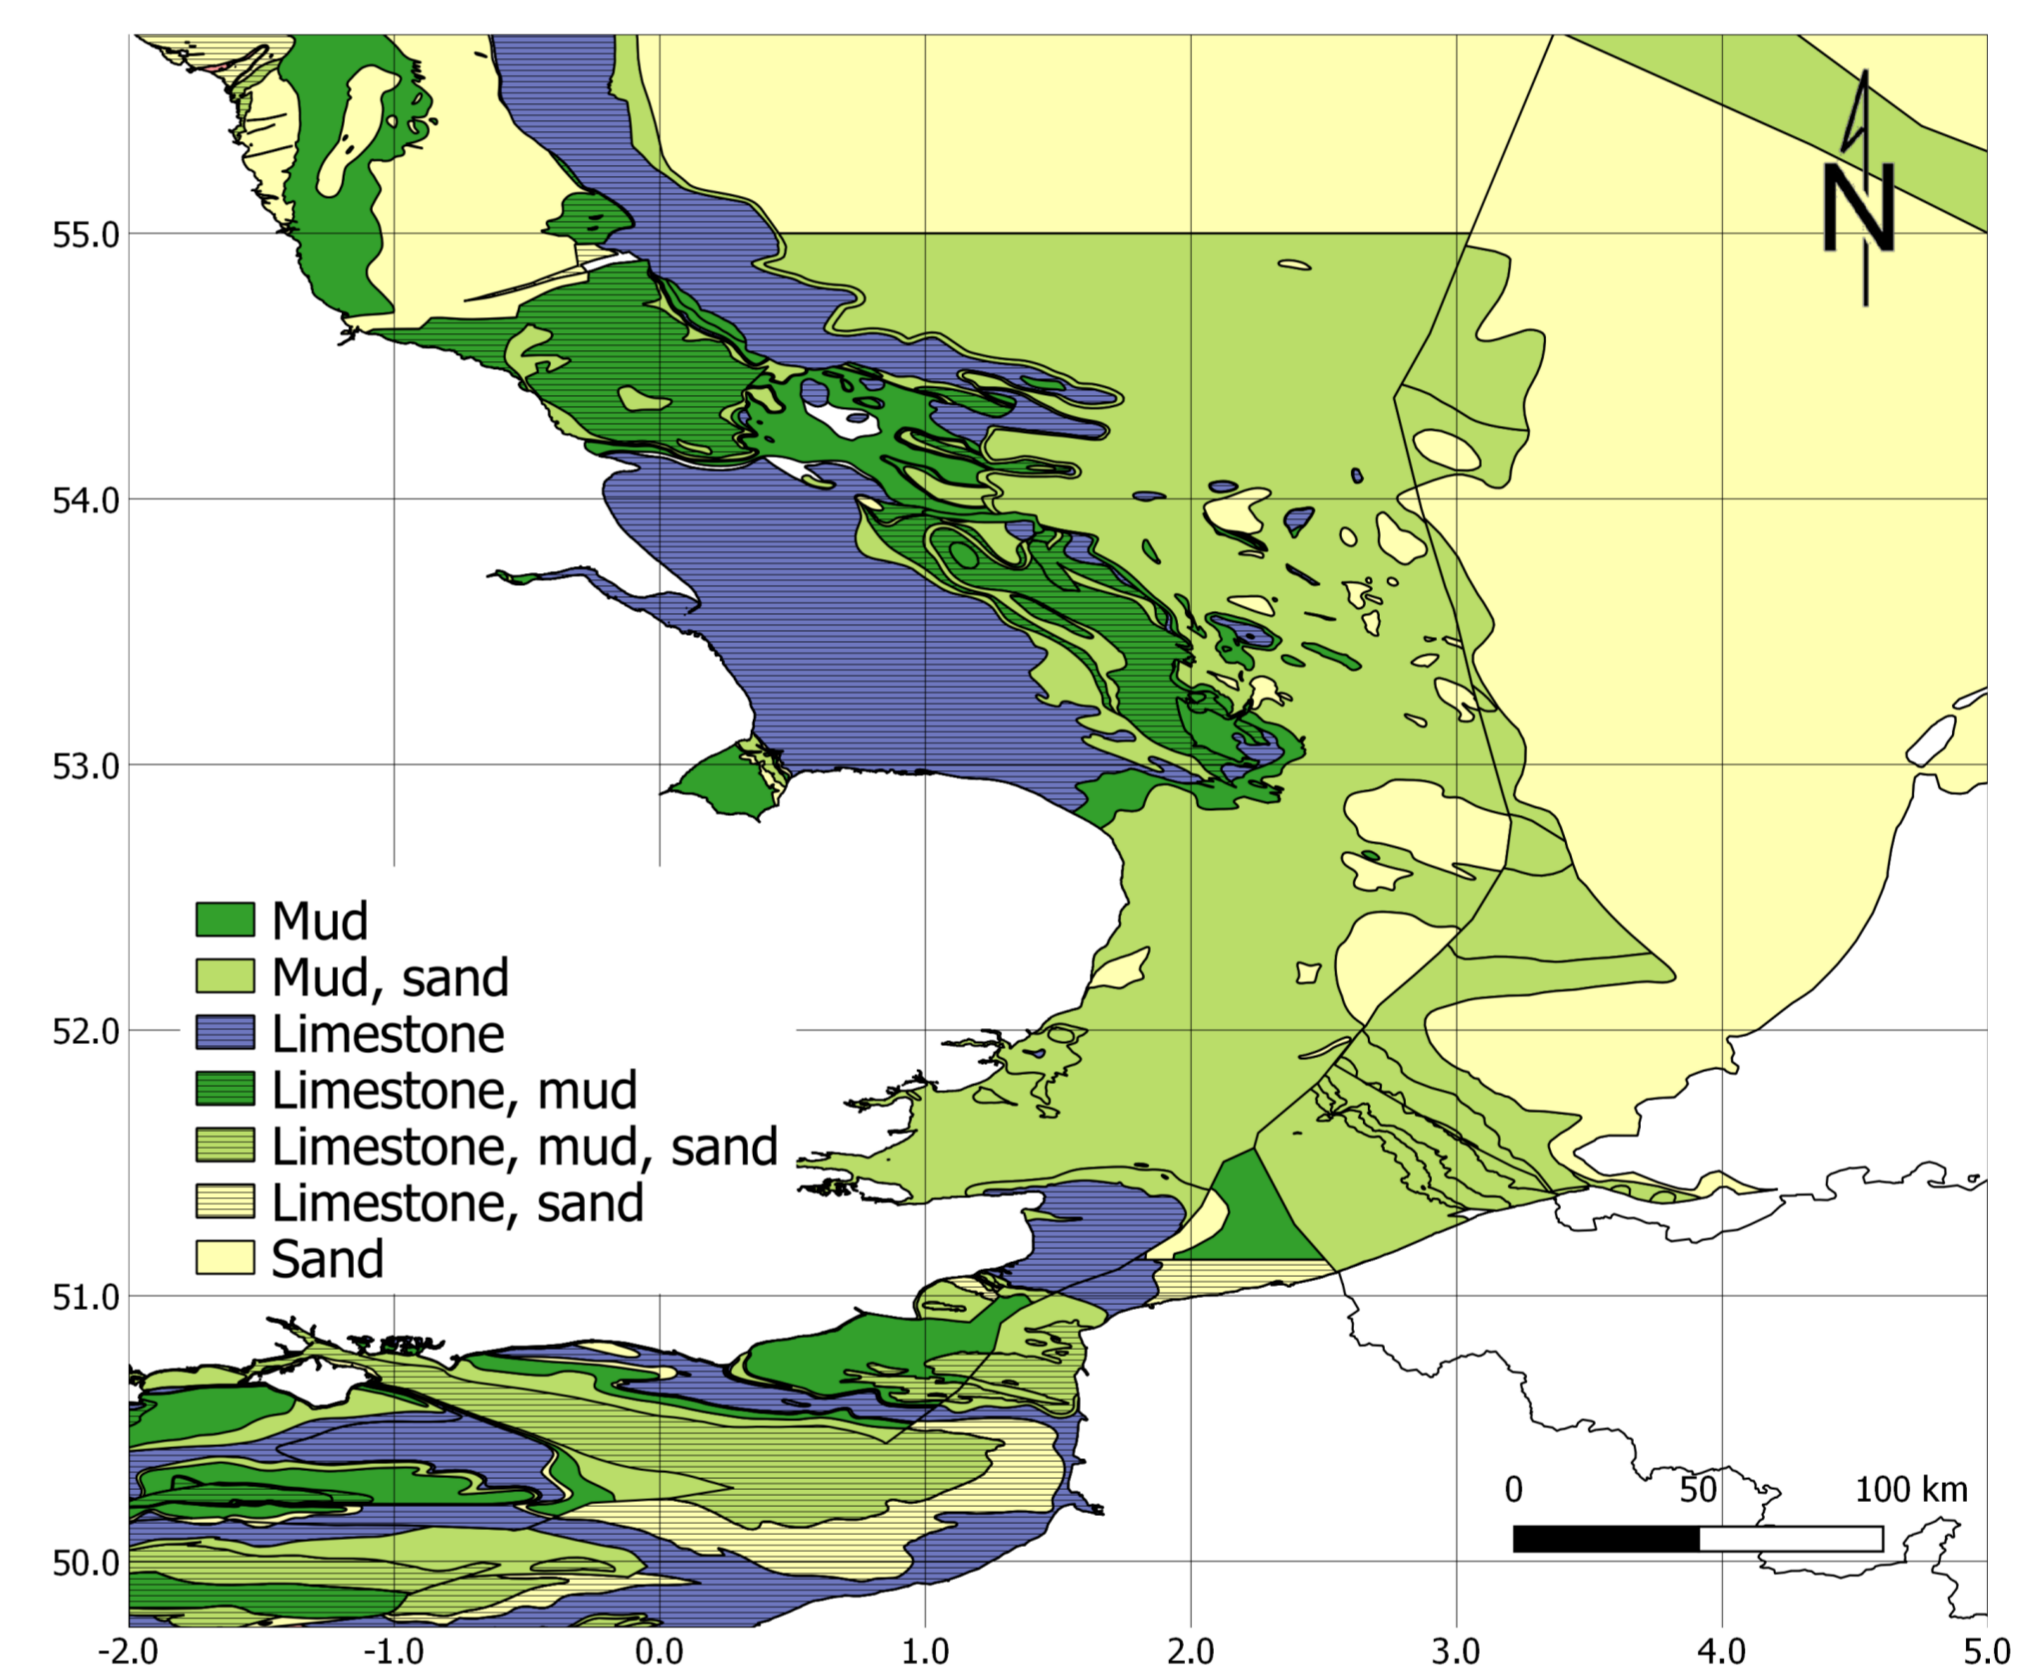 N
55.0
54.0
53.0
52.0
51.0
50.0
Mud
Mud, sand
Limestone
Limestone, mud
Limestone, mud, sand
Limestone, sand
Sand
0 50 100 km
-2.0 -1.0 0.0 1.0 2.0 3.0 4.0 5.0